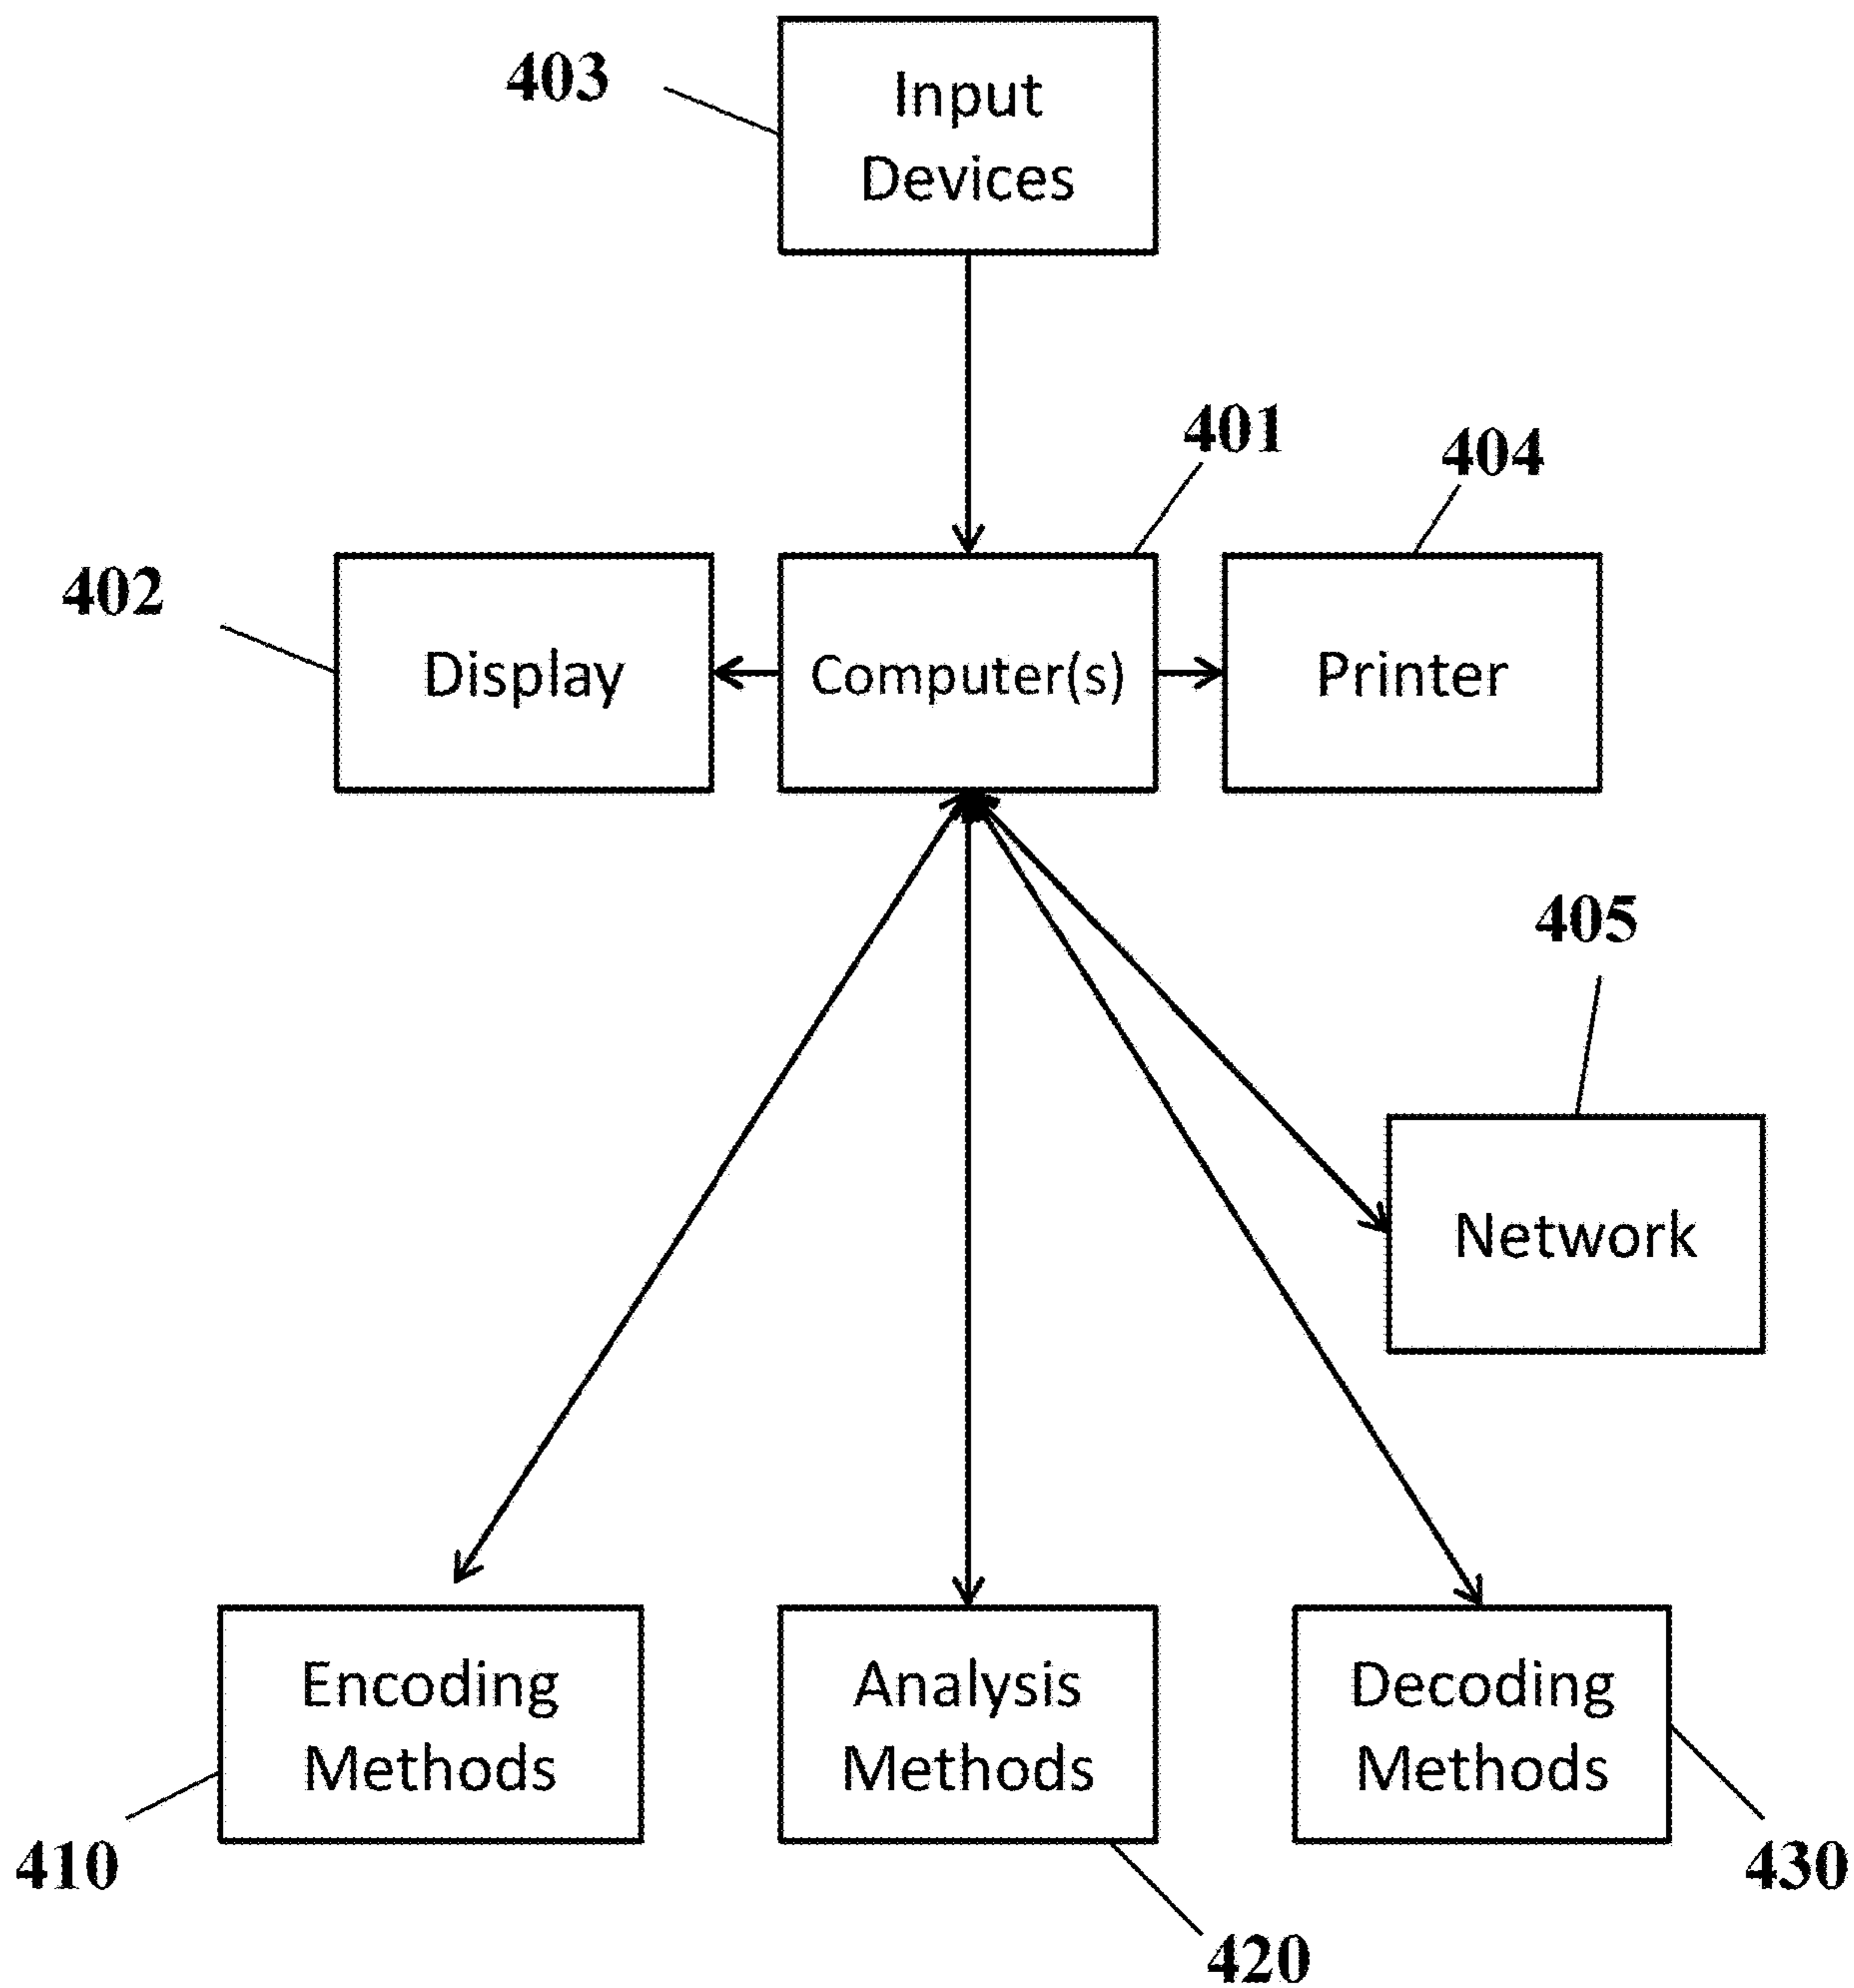 403
Input
Devices
401
404
402
Display
Computer(s)
Printer
405
Network
Encoding
Methods
Analysis
Methods
Decoding
Methods
410
430
420